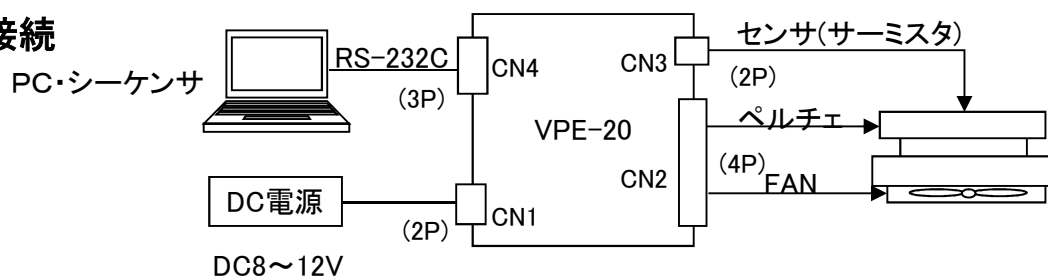 接続
PC・シーケンサ
RS-232C
CN4
(3P)
DC電源
DC8～12V
(2P)
CN1
VPE-20
CN3
CN2
センサ(サーミスタ)
(2P)
ペルチェ
(4P)
FAN